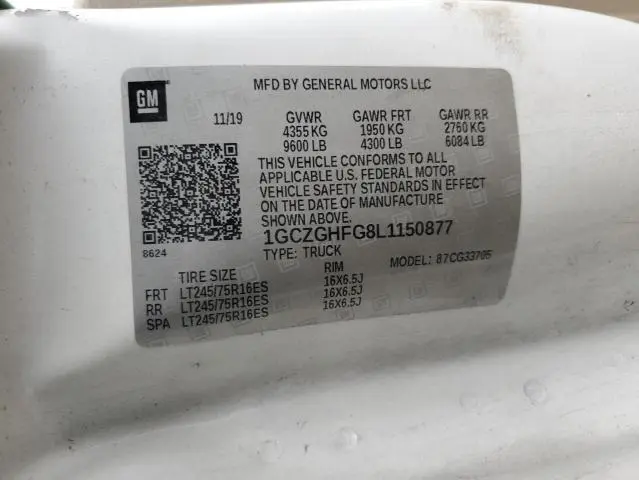 GM
MFD BY GENERAL MOTORS LLC
11/19 GVWR GAWR FRT GAWR RR
4355 KG 1950 KG 2760 KG
9600 LB 4300 LB 6084 LB
THIS VEHICLE CONFORMS TO ALL
APPLICABLE U.S. FEDERAL MOTOR
VEHICLE SAFETY STANDARDS IN EFFECT
ON THE DATE OF MANUFACTURE
SHOWN ABOVE.
8624
1GCZGHFG8L1150877
TYPE: TRUCK MODEL: 87CG33705
TIRE SIZE RIM
FRT LT245/75R16ES 16X6.5J
RR LT245/75R16ES 16X6.5J
SPA LT245/75R16ES 16X6.5J